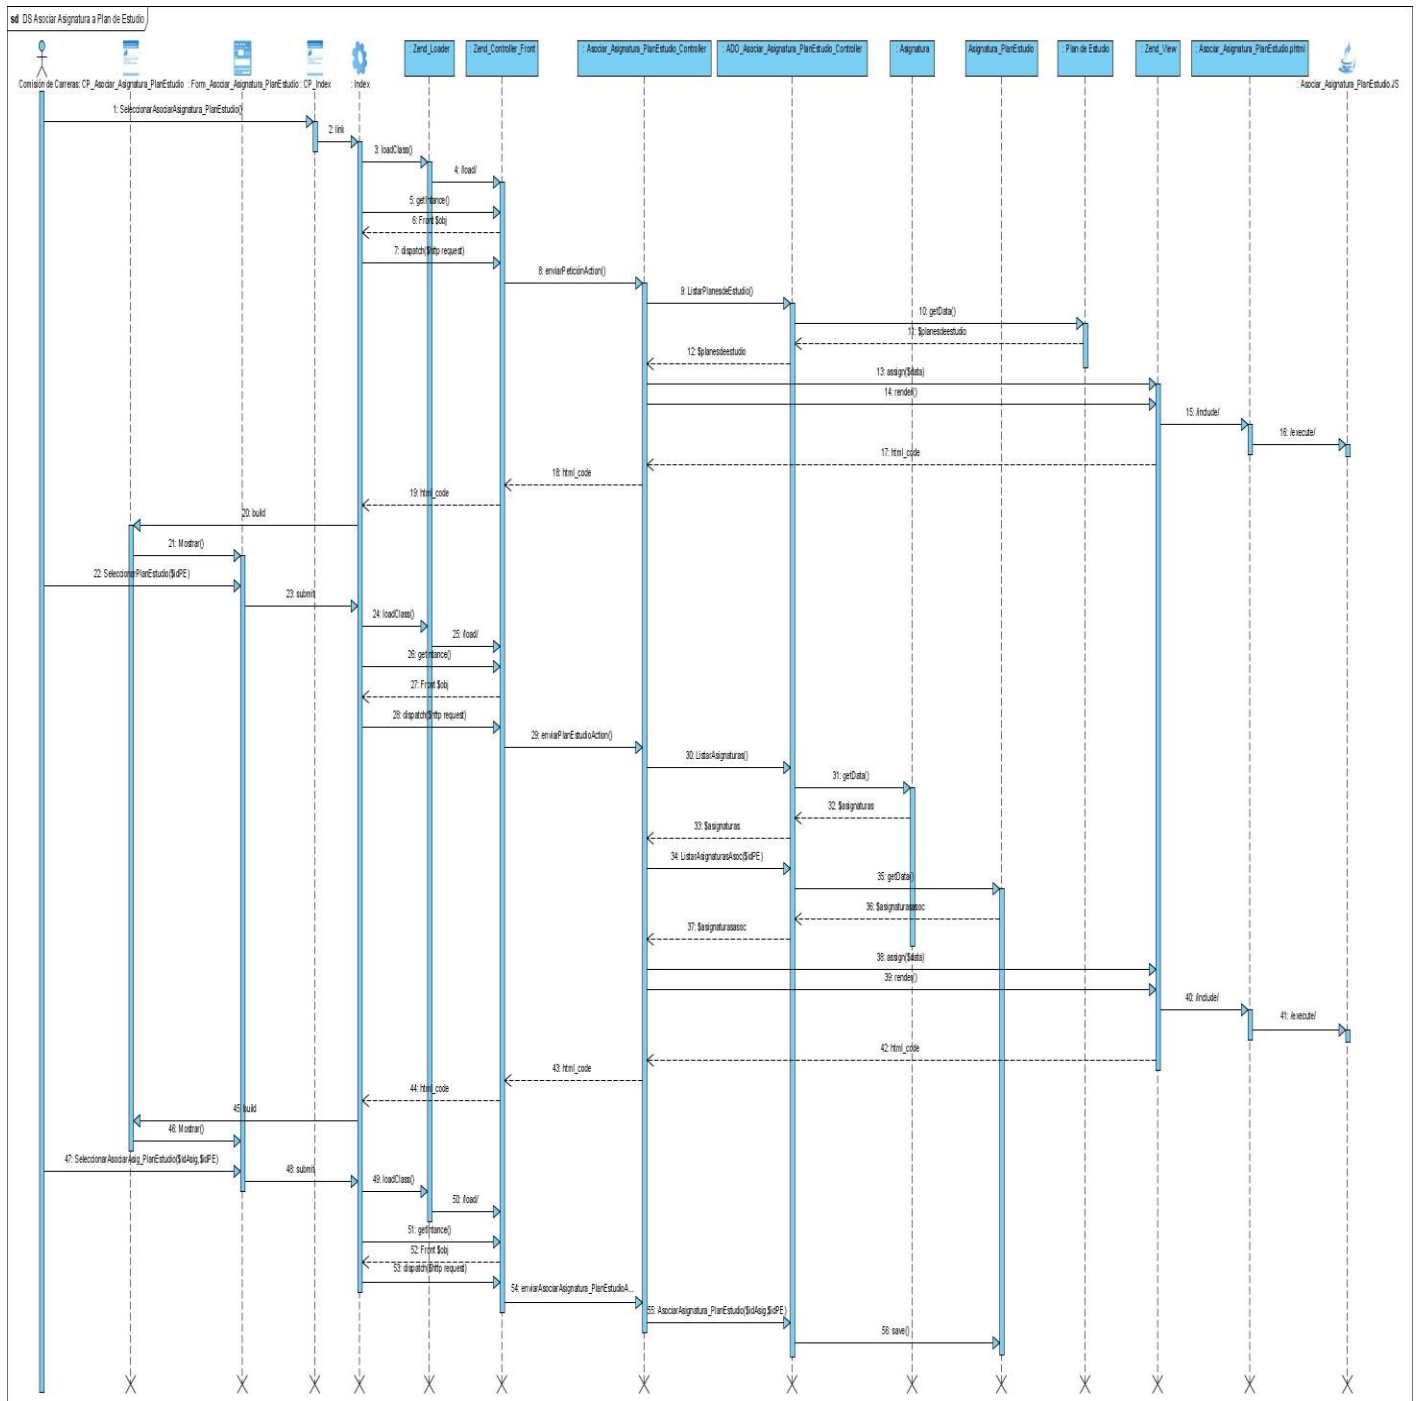 sd DS Asociar Asignatura a Plan de Estudio
: Zend_Loader
: Zend_Controller_Front
: Asociar_Asignatura_PlanEstudio_Controller
: ADO_Asociar_Asignatura_PlanEstudio_Controller
: Asignatura
Asignatura_PlanEstudio
: Plan de Estudio
: Zend_View
: Asociar_Asignatura_PlanEstudio.phtml
Comisión de Carreras
: CP_Asociar_Asignatura_PlanEstudio
: Form_Asociar_Asignatura_PlanEstudio
: CP_Index
: Index
: Asociar_Asignatura_PlanEstudio.JS
1: SeleccionarAsociarAsignatura_PlanEstudio()
2: link
3: loadClass()
4: /load/
5: getIntance()
6: Front $obj
7: dispatch($http request)
8: enviarPeticiónAction()
9: ListarPlanesdeEstudio()
10: getData()
11: $planesdeestudio
12: $planesdeestudio
13: assign($data)
14: render()
15: /include/
16: /execute/
17: html_code
18: html_code
19: html_code
20: build
21: Mostrar()
22: SeleccionarPlanEstudio($idPE)
23: submit
24: loadClass()
25: /load/
26: getIntance()
27: Front $obj
28: dispatch($http request)
29: enviarPlanEstudioAction()
30: ListarAsignaturas()
31: getData()
32: $asignaturas
33: $asignaturas
34: ListarAsignaturasAsoc($idPE)
35: getData()
36: $asignaturasasoc
37: $asignaturasasoc
38: assign($data)
39: render()
40: /include/
41: /execute/
42: html_code
43: html_code
44: html_code
45: build
46: Mostrar()
47: SeleccionarAsociarAsig_PlanEstudio($idAsig,$idPE)
48: submit
49: loadClass()
50: /load/
51: getIntance()
52: Front $obj
53: dispatch($http request)
54: enviarAsociarAsignatura_PlanEstudioA...
55: AsociarAsignatura_PlanEstudio($idAsig,$idPE)
56: save()